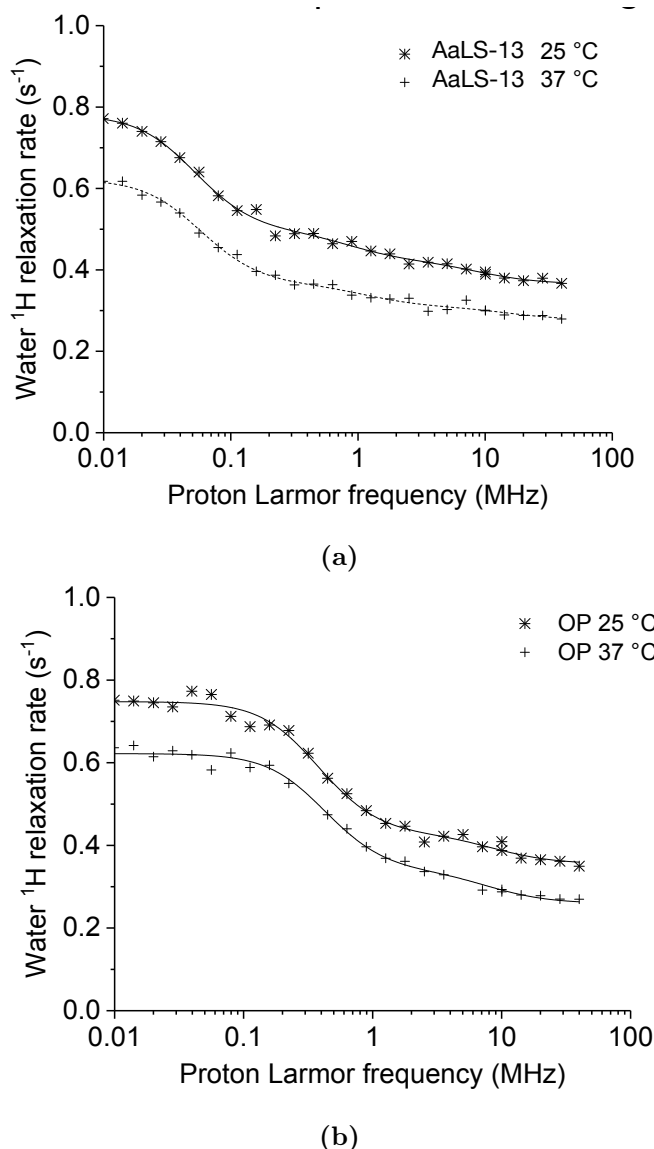 1.0
0.8
0.6
0.4
0.2
0.0
Water ¹H relaxation rate (s⁻¹)
AaLS-13 25 °C
AaLS-13 37 °C
0.01 0.1 1 10 100
Proton Larmor frequency (MHz)
(a)
1.0
0.8
0.6
0.4
0.2
0.0
Water ¹H relaxation rate (s⁻¹)
OP 25 °C
OP 37 °C
0.01 0.1 1 10 100
Proton Larmor frequency (MHz)
(b)